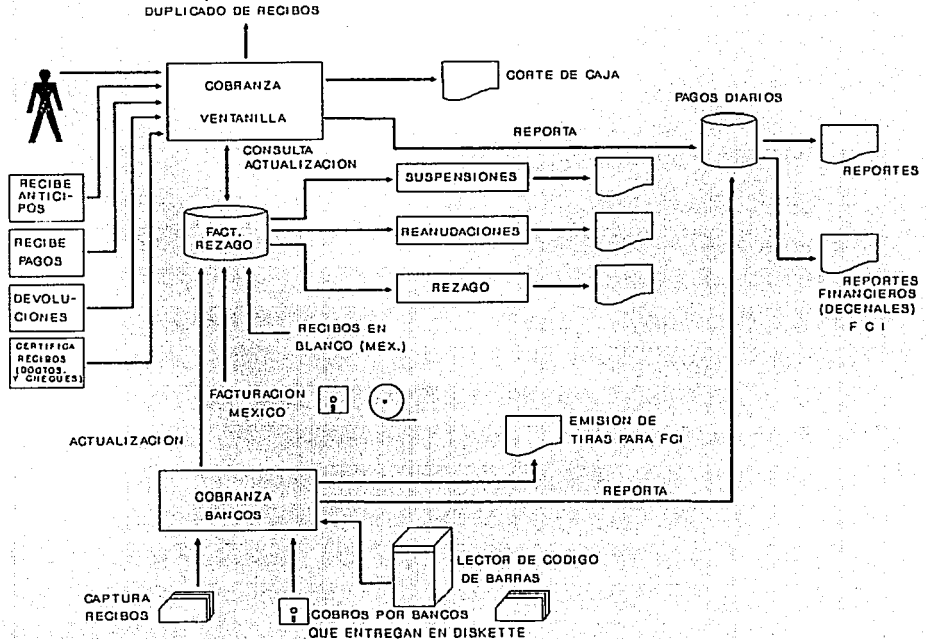 DUPLICADO DE RECIBOS
COBRANZA
VENTANILLA
CORTE DE CAJA
PAGOS DIARIOS
REPORTA
CONSULTA
ACTUALIZACION
REPORTES
RECIBE
ANTICI-
POS
SUSPENSIONES
FACT.
REZAGO
REANUDACIONES
RECIBE
PAGOS
REZAGO
REPORTES
FINANCIEROS
(DECENALES)
F C I
DEVOLU-
CIONES
RECIBOS EN
BLANCO (MEX.)
CERTIFICA
RECIBOS
(DOCTOS.
Y CHEQUES)
FACTURACION
MEXICO
EMISION DE
TIRAS PARA FCI
ACTUALIZACION
COBRANZA
BANCOS
REPORTA
LECTOR DE CODIGO
DE BARRAS
CAPTURA
RECIBOS
COBROS POR BANCOS
QUE ENTREGAN EN DISKETTE